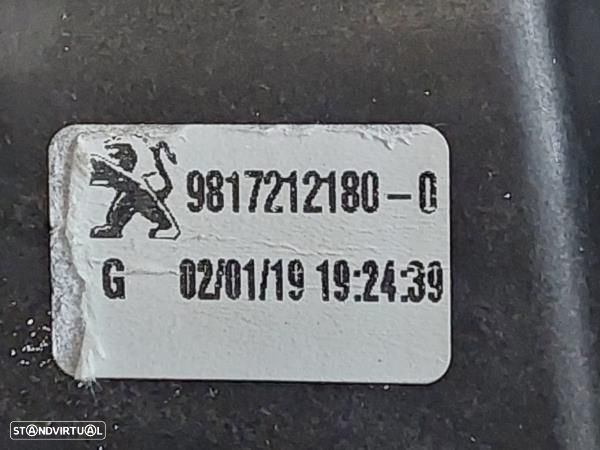 9817212180-0
G 02/01/19 19:24:39
STANDVIRTUAL